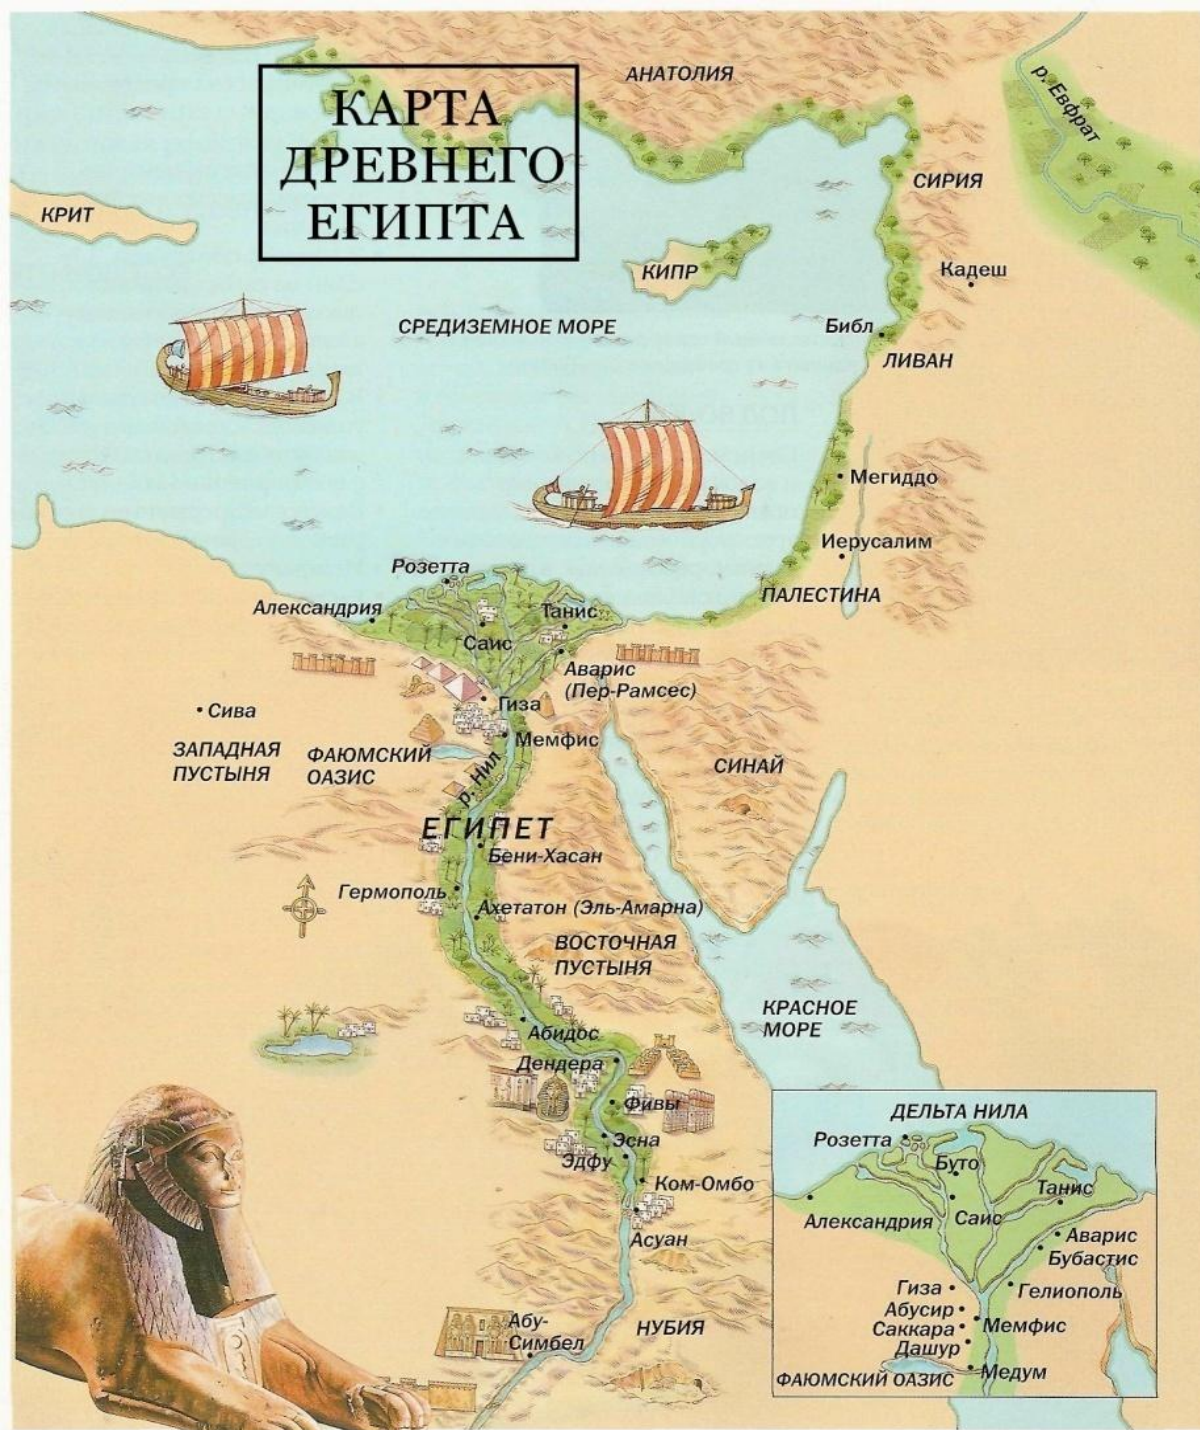 КАРТА
ДРЕВНЕГО
ЕГИПТА
АНАТОЛИЯ
р. Евфрат
СИРИЯ
КРИТ
КИПР
Кадеш
СРЕДИЗЕМНОЕ МОРЕ
Библ
ЛИВАН
Мегиддо
Иерусалим
ПАЛЕСТИНА
Розетта
Александрия
Танис
Саис
Аварис
(Пер-Рамсес)
Гиза
Сива
Мемфис
ЗАПАДНАЯ
ПУСТЫНЯ
ФАЮМСКИЙ
ОАЗИС
р. Нил
СИНАЙ
ЕГИПЕТ
Бени-Хасан
Гермополь
Ахетатон (Эль-Амарна)
ВОСТОЧНАЯ
ПУСТЫНЯ
КРАСНОЕ
МОРЕ
Абидос
Дендера
Фивы
Эсна
Эдфу
Ком-Омбо
Асуан
Абу-
Симбел
НУБИЯ
ДЕЛЬТА НИЛА
Розетта
Буто
Танис
Александрия
Саис
Аварис
Бубастис
Гиза
Гелиополь
Абусир
Саккара
Мемфис
Дашур
ФАЮМСКИЙ ОАЗИС
Медум